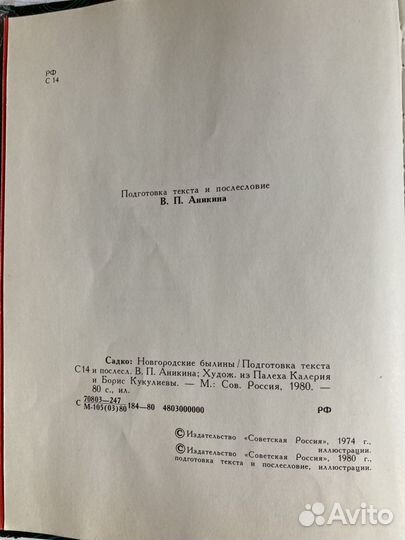 РФ
С 14
Подготовка текста и послесловие
В. П. Аникина
Садко: Новгородские былины / Подготовка текста
С14 и послесл. В. П. Аникина; Худож. из Палеха Калерия
и Борис Кукулиевы. — М.: Сов. Россия, 1980. —
80 с., ил.
С 70803—247
М-105(03)80 184—80 4803000000 РФ
© Издательство «Советская Россия», 1974 г.,
иллюстрации.
© Издательство «Советская Россия», 1980 г.,
подготовка текста и послесловие, иллюстрации.
Avito